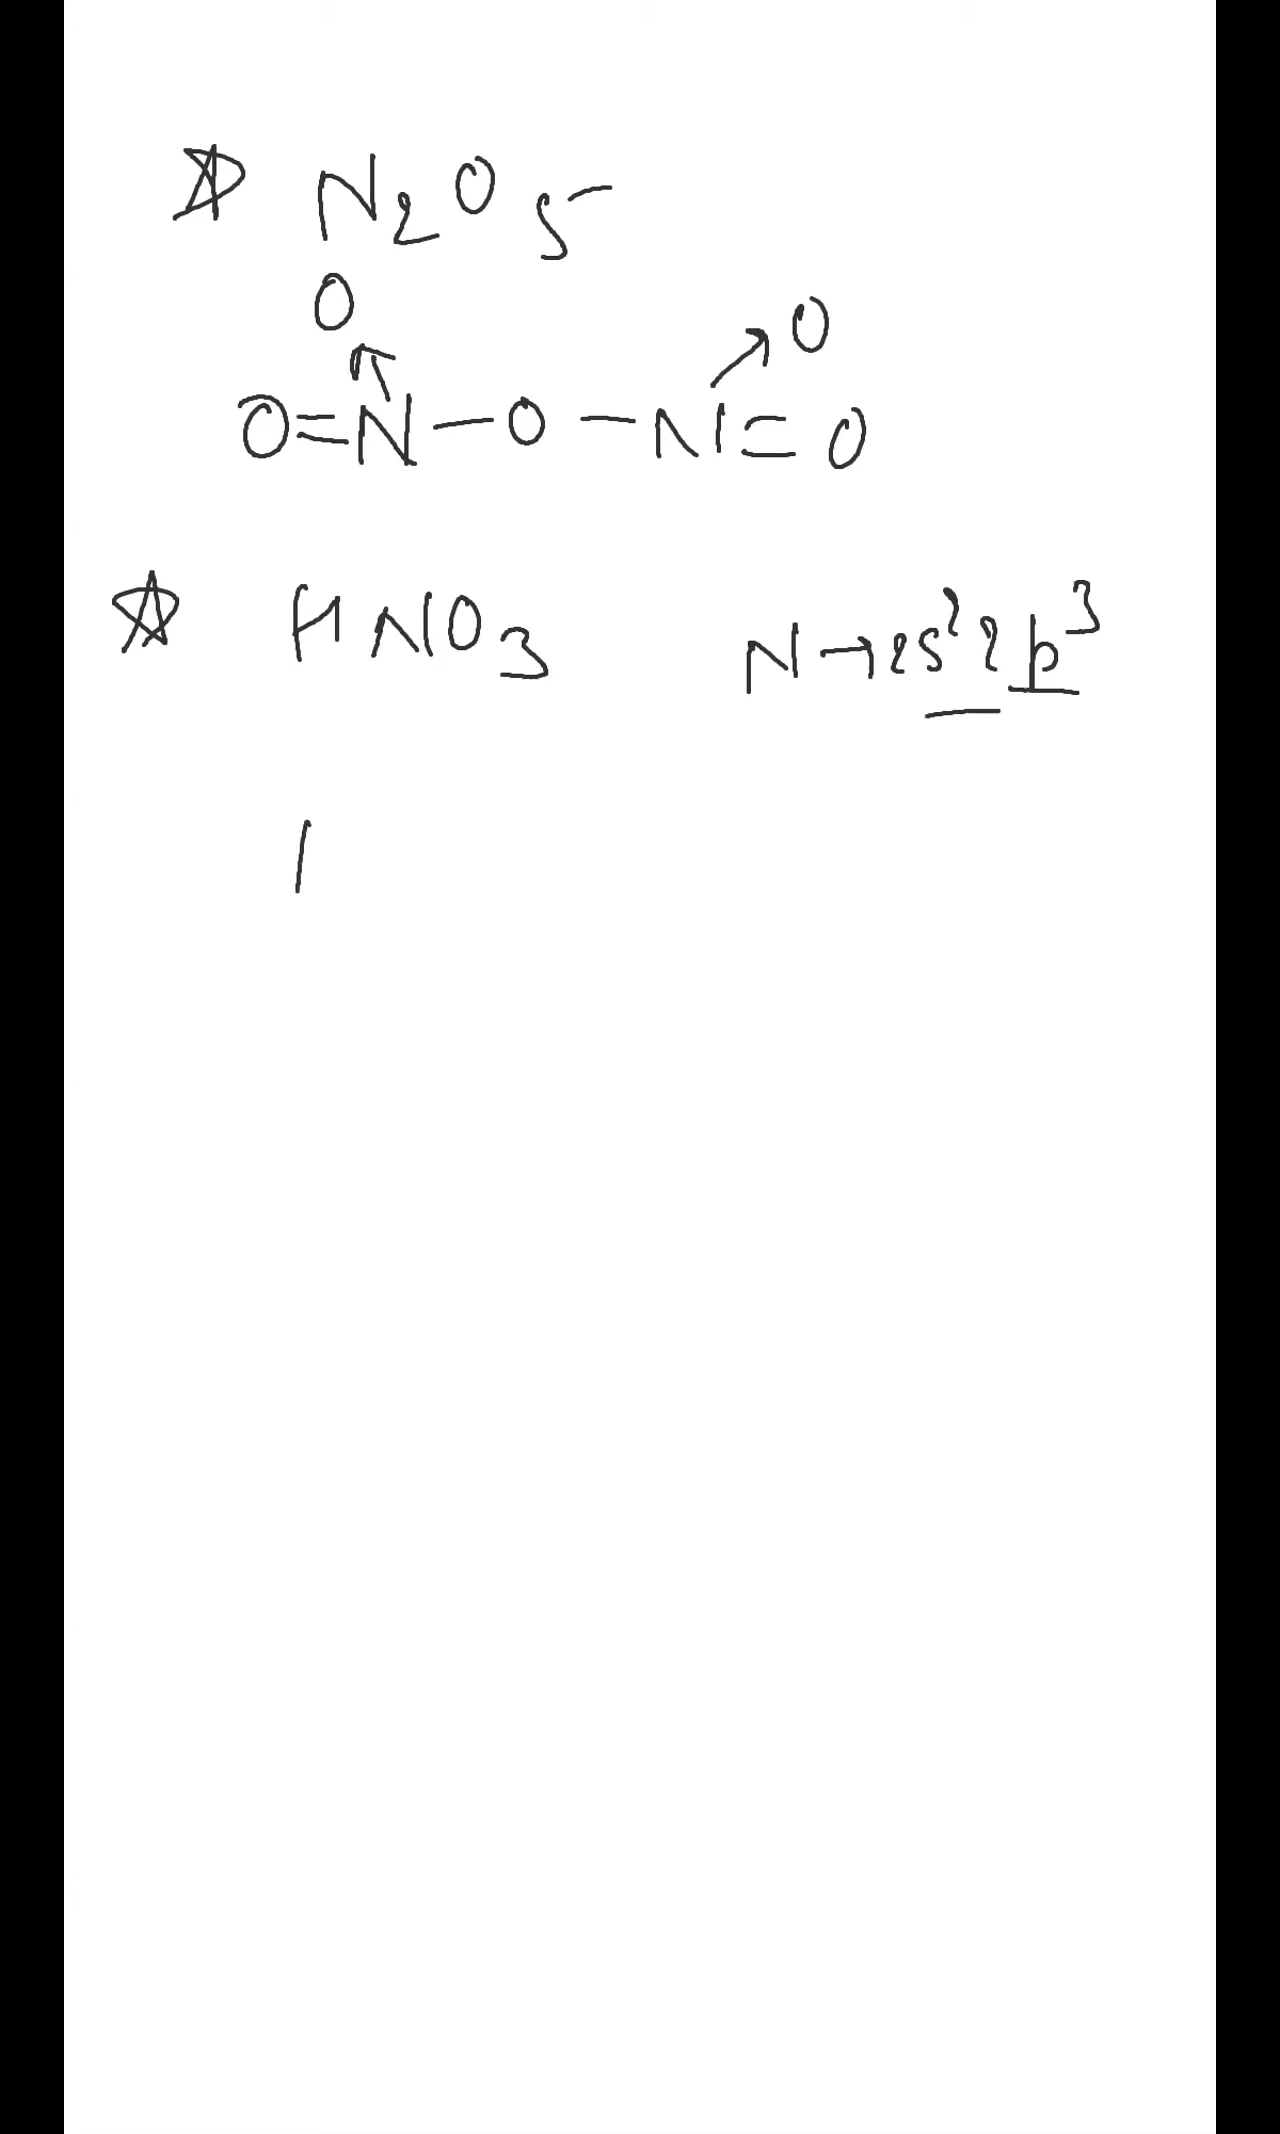 ☆ N₂O₅
O O
O=N-O-N=O
☆ HNO₃ N→2s²2p³